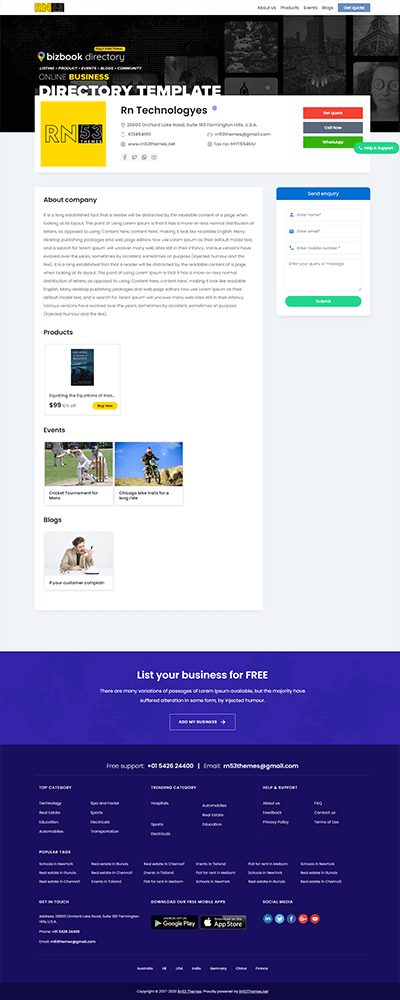 RN53
About Us Products Events Blogs Get quote
FULLY FUNCTIONAL
bizbook directory
LISTING + PRODUCT + EVENTS + BLOGS + COMMUNITY
ONLINE BUSINESS
DIRECTORY TEMPLATE
RN53
THEMES
Rn Technologyes
28800 Orchard Lake Road, Suite 180 Farmington Hills, U.S.A.
rn53themes@gmail.com
www.rn53themes.net
Get quote
Call Now
WhatsApp
Help & Support
About company
It is a long established fact that a reader will be distracted by the readable content of a page when
looking at its layout. The point of using Lorem Ipsum is that it has a more-or-less normal distribution of
letters, as opposed to using 'Content here, content here', making it look like readable English. Many
desktop publishing packages and web page editors now use Lorem Ipsum as their default model text,
and a search for 'lorem ipsum' will uncover many web sites still in their infancy. Various versions have
evolved over the years, sometimes by accident, sometimes on purpose (injected humour and the
like). It is a long established fact that a reader will be distracted by the readable content of a page
when looking at its layout. The point of using Lorem Ipsum is that it has a more-or-less normal
distribution of letters, as opposed to using 'Content here, content here', making it look like readable
English. Many desktop publishing packages and web page editors now use Lorem Ipsum as their
default model text, and a search for 'lorem ipsum' will uncover many web sites still in their infancy.
Various versions have evolved over the years, sometimes by accident, sometimes on purpose
(injected humour and the like).
Send enquiry
Enter name*
Enter email*
Enter mobile number *
Enter your query or message
Submit
Products
Equating the Equations of Insa...
$99 10% off Buy Now
Events
Cricket Tournament for
Mens
Chicago bike trails for a
long ride
Blogs
If your customer complain
List your business for FREE
There are many variations of passages of Lorem Ipsum available, but the majority have
suffered alteration in some form, by injected humour.
ADD MY BUSINESS
Free support: +01 5426 24400 | Email: rn53themes@gmail.com
TOP CATEGORY TRENDING CATEGORY HELP & SUPPORT
Technology Spa and Facial Hospitals Automobiles About us FAQ
Real Estate Sports Real Estate Feedback Contact us
Education Electricals Sports Education Privacy Policy Terms of Use
Automobiles Transportation Electricals
POPULAR TAGS
Schools in NewYork Real estate in Illunois Real estate in Chennai Events in Tailand Flat for rent in Melborn Schools in NewYork
Real estate in Illunois Real estate in Chennai Events in Tailand Flat for rent in Melborn Schools in NewYork Real estate in Illunois
Real estate in Chennai Events in Tailand Flat for rent in Melborn Schools in NewYork Real estate in Illunois Real estate in Chennai
GET IN TOUCH DOWNLOAD OUR FREE MOBILE APPS SOCIAL MEDIA
Address: 28800 Orchard Lake Road, Suite 180 Farmington
Hills, U.S.A.
Phone: +01 5426 24400
Email: rn53themes@gmail.com
ANDROID APP ON
Google Play
Download on the
App Store
Australia UK USA India Germany China France
Copyright © 2017-2020 RN53 Themes. Proudly powered by Rn53Themes.net